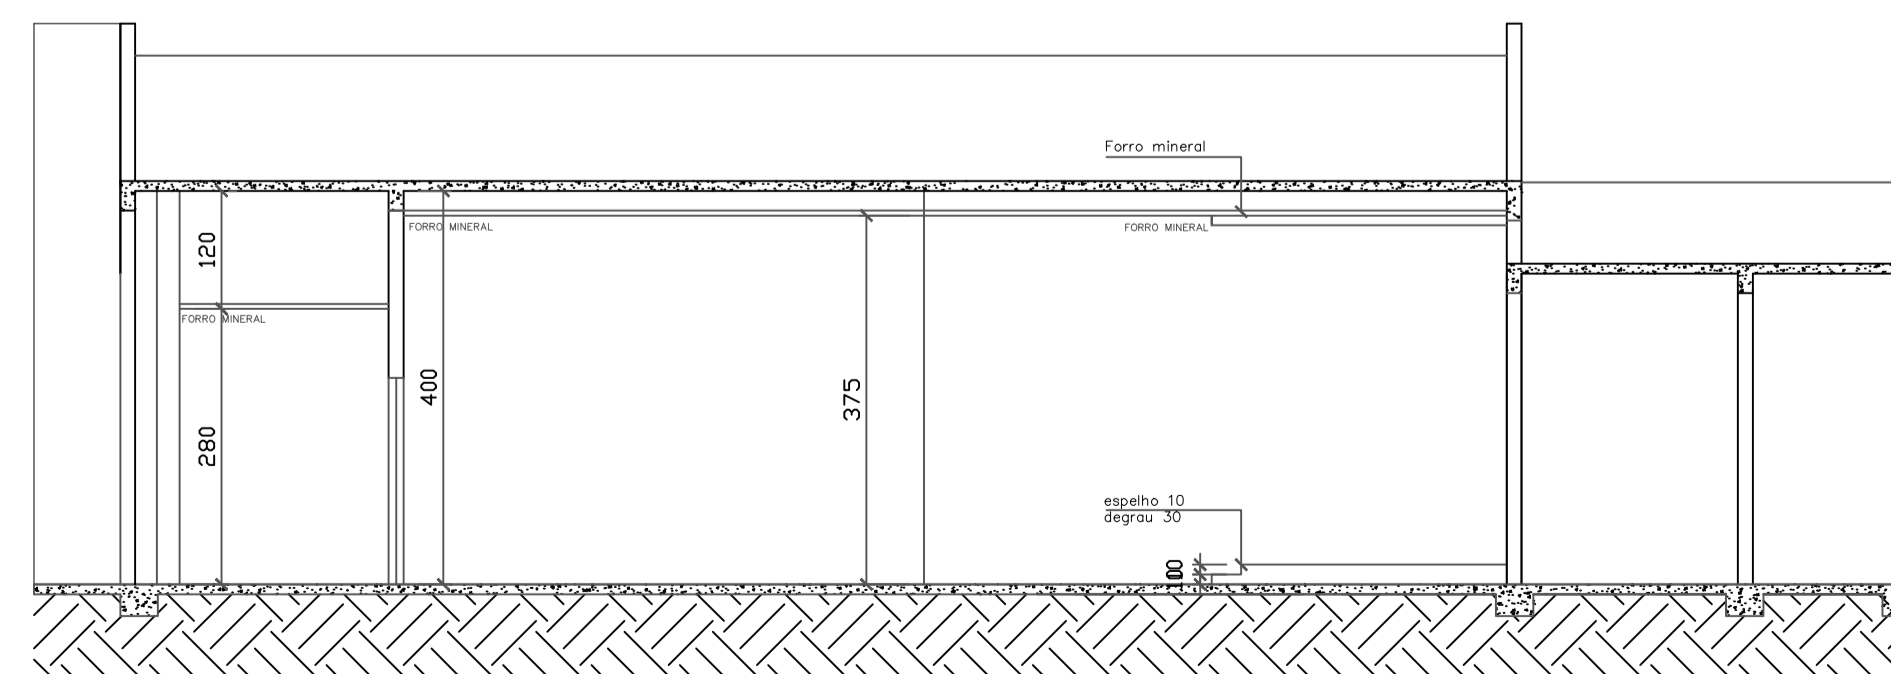 Forro mineral
FORRO MINERAL
FORRO MINERAL
120
FORRO MINERAL
400
375
280
espelho 10
degrau 30